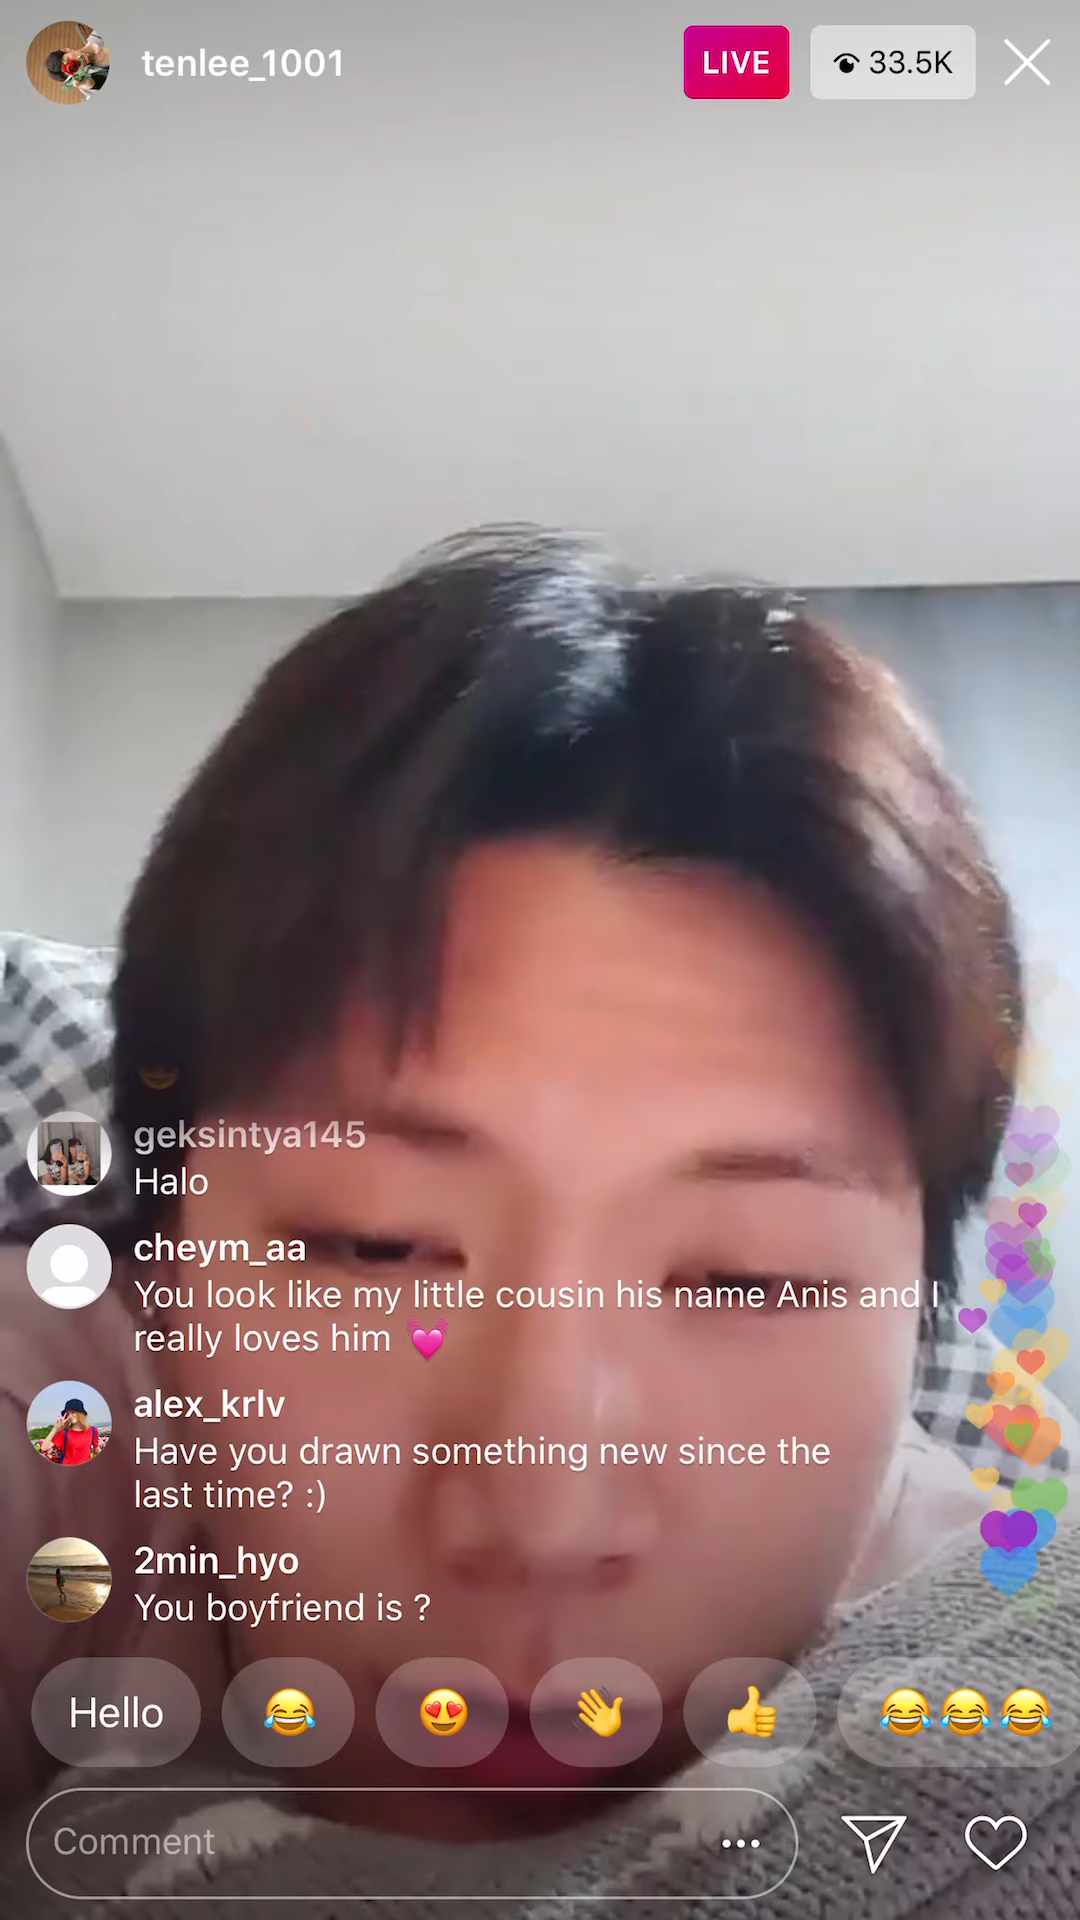 tenlee_1001
LIVE
33.5K
geksintya145
Halo
cheym_aa
You look like my little cousin his name Anis and I
really loves him 💓
alex_krlv
Have you drawn something new since the
last time? :)
2min_hyo
You boyfriend is ?
Hello
Comment